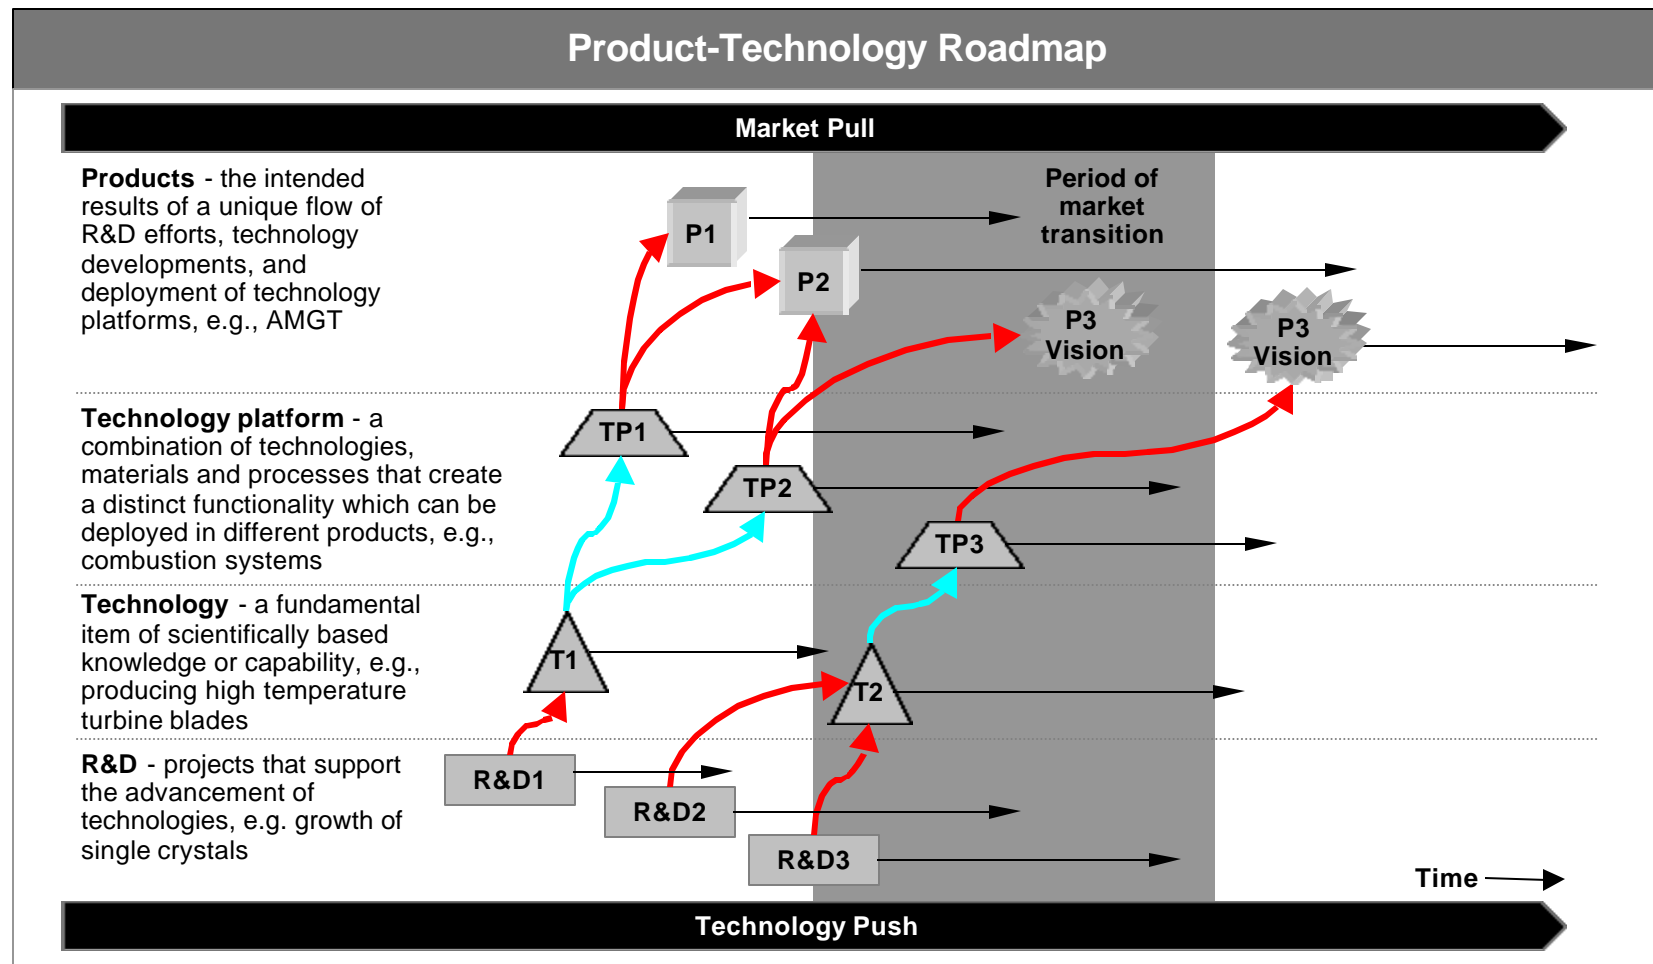 Product-Technology Roadmap
Market Pull
Products - the intended
results of a unique flow of
R&D efforts, technology
developments, and
deployment of technology
platforms, e.g., AMGT
P1
P2
Period of
market
transition
P3
Vision
P3
Vision
Technology platform - a
combination of technologies,
materials and processes that create
a distinct functionality which can be
deployed in different products, e.g.,
combustion systems
TP1
TP2
TP3
Technology - a fundamental
item of scientifically based
knowledge or capability, e.g.,
producing high temperature
turbine blades
T1
T2
R&D - projects that support
the advancement of
technologies, e.g. growth of
single crystals
R&D1
R&D2
R&D3
Time
Technology Push